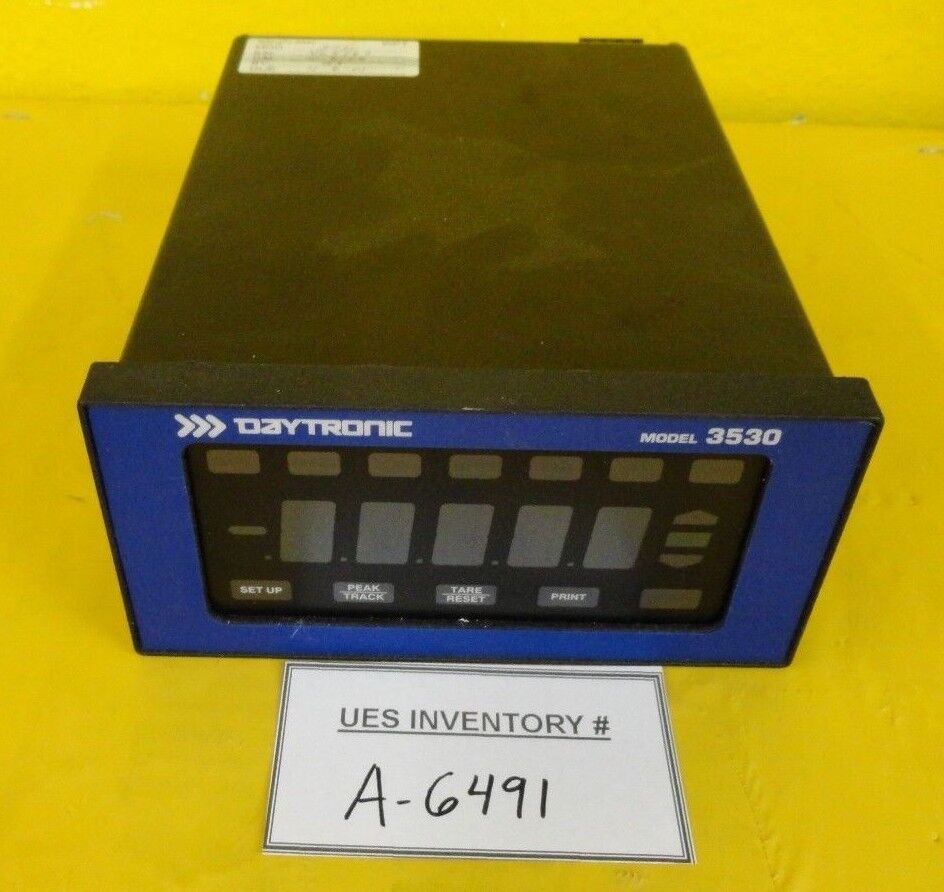 DAYTRONIC
MODEL 3530
SET UP
PEAK
TRACK
TARE
RESET
PRINT
UES INVENTORY #
A-6491